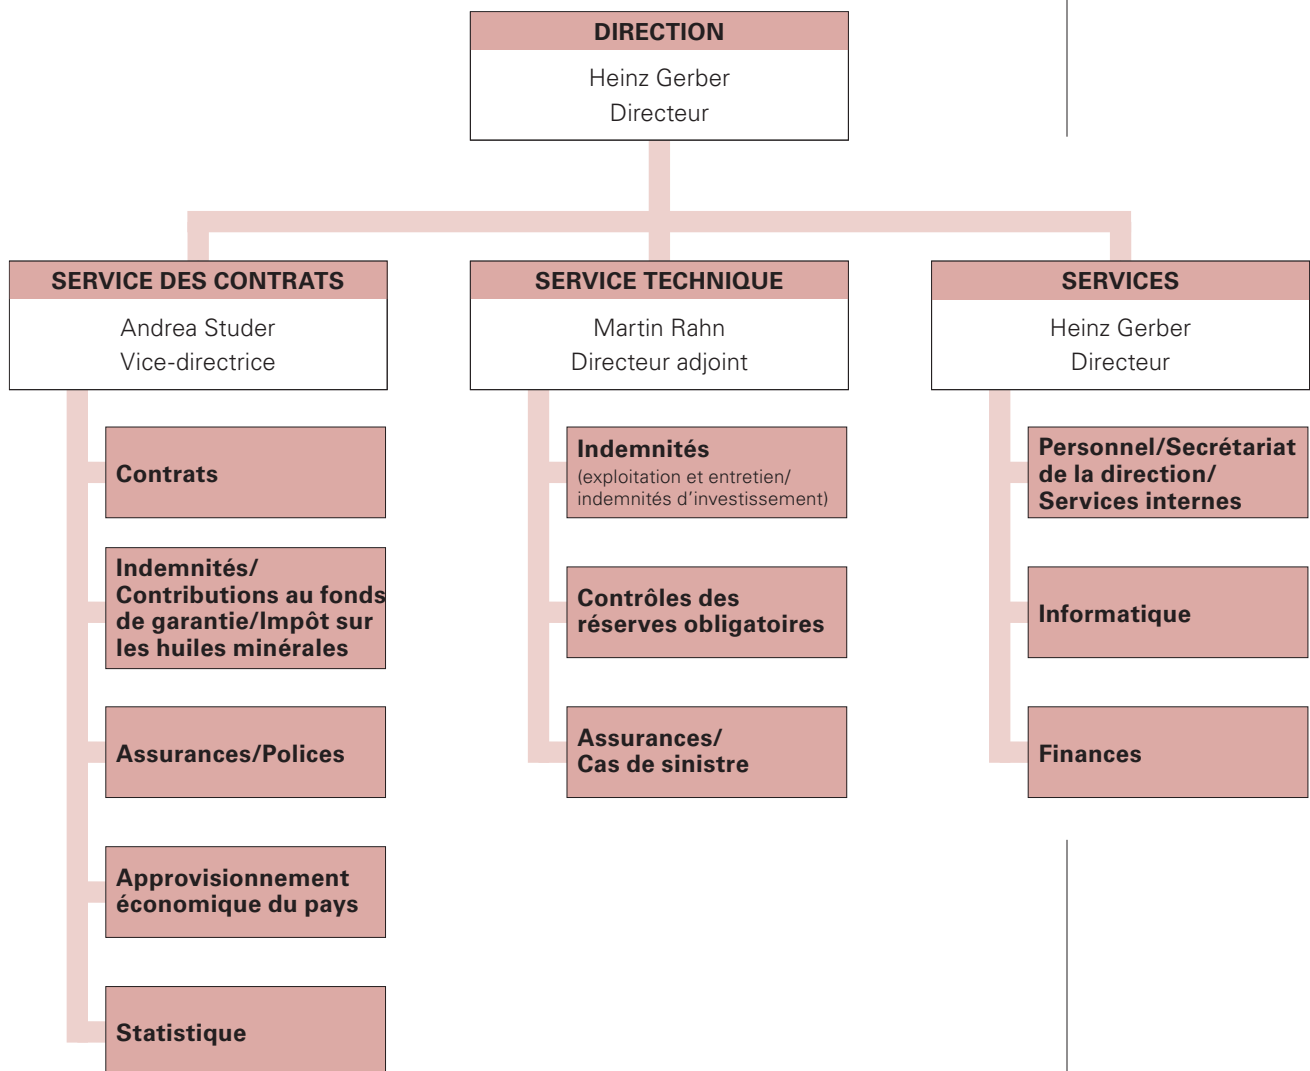 DIRECTION
Heinz Gerber
Directeur
SERVICE DES CONTRATS
Andrea Studer
Vice-directrice
Contrats
Indemnités/
Contributions au fonds
de garantie/Impôt sur
les huiles minérales
Assurances/Polices
Approvisionnement
économique du pays
Statistique
SERVICE TECHNIQUE
Martin Rahn
Directeur adjoint
Indemnités
(exploitation et entretien/
indemnités d’investissement)
Contrôles des
réserves obligatoires
Assurances/
Cas de sinistre
SERVICES
Heinz Gerber
Directeur
Personnel/Secrétariat
de la direction/
Services internes
Informatique
Finances